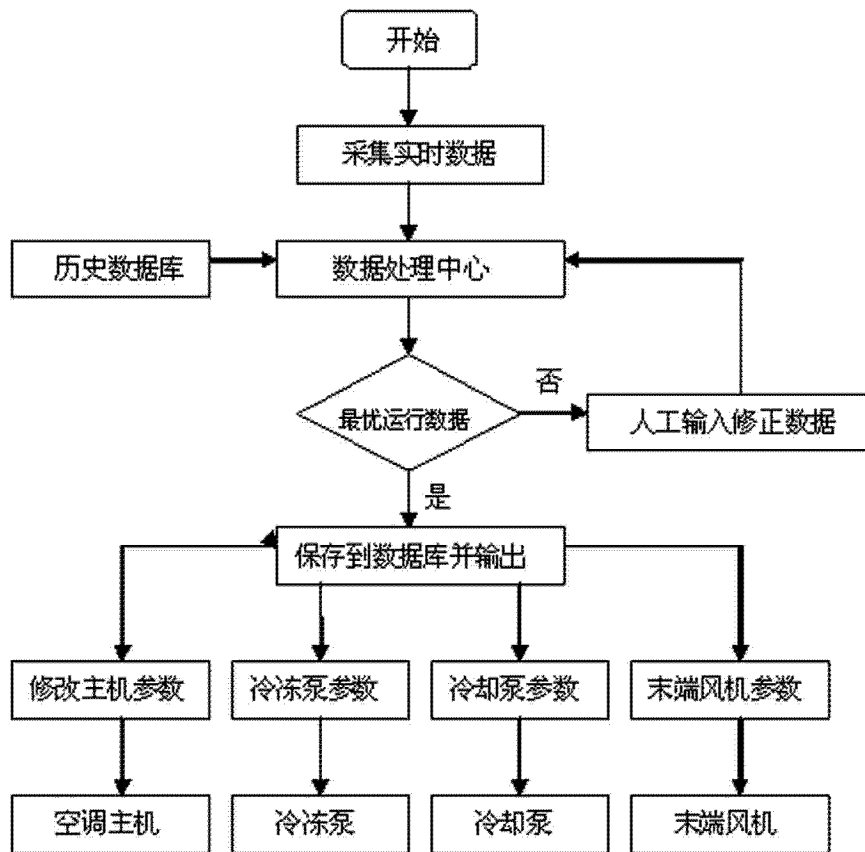 开始
采集实时数据
历史数据库
数据处理中心
否
最优运行数据
人工输入修正数据
是
保存到数据库并输出
修改主机参数
冷冻泵参数
冷却泵参数
末端风机参数
空调主机
冷冻泵
冷却泵
末端风机